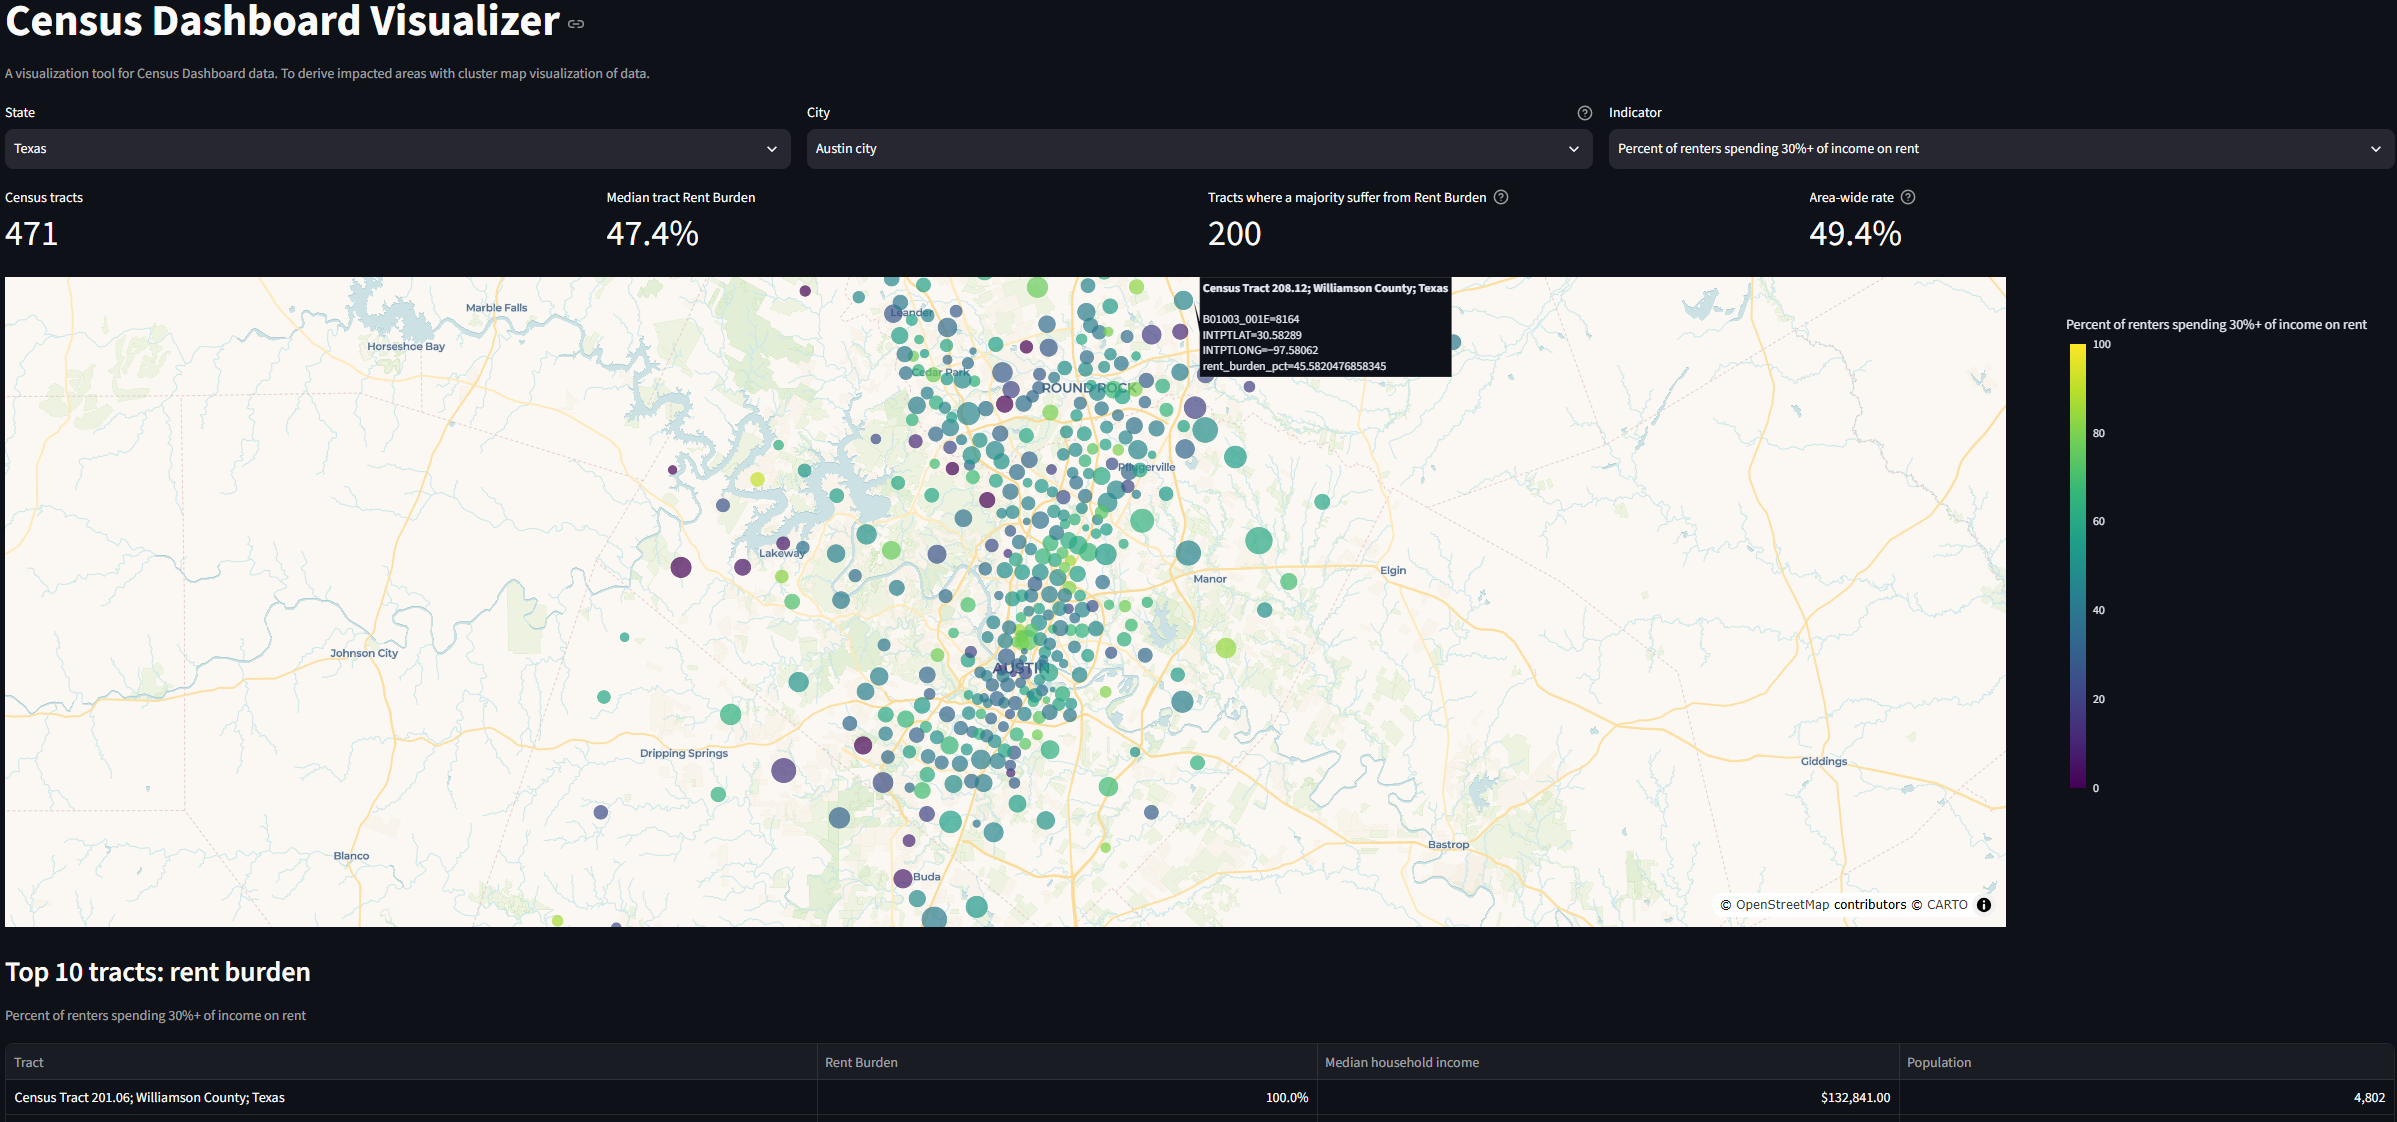 Census Dashboard Visualizer
A visualization tool for Census Dashboard data. To derive impacted areas with cluster map visualization of data.
State
City
Indicator
Texas
Austin city
Percent of renters spending 30%+ of income on rent
Census tracts
Median tract Rent Burden
Tracts where a majority suffer from Rent Burden
Area-wide rate
471
47.4%
200
49.4%
Census Tract 208.12; Williamson County; Texas
B01003_001E=8164
INTPTLAT=30.58289
INTPTLONG=−97.58062
rent_burden_pct=45.5820476858345
Marble Falls
Horseshoe Bay
Leander
Cedar Park
ROUND ROCK
Pflugerville
Lakeway
Manor
Elgin
Johnson City
AUSTIN
Dripping Springs
Giddings
Bastrop
Blanco
Buda
© OpenStreetMap contributors © CARTO
Percent of renters spending 30%+ of income on rent
100
80
60
40
20
0
Top 10 tracts: rent burden
Percent of renters spending 30%+ of income on rent
Tract
Rent Burden
Median household income
Population
Census Tract 201.06; Williamson County; Texas
100.0%
$132,841.00
4,802